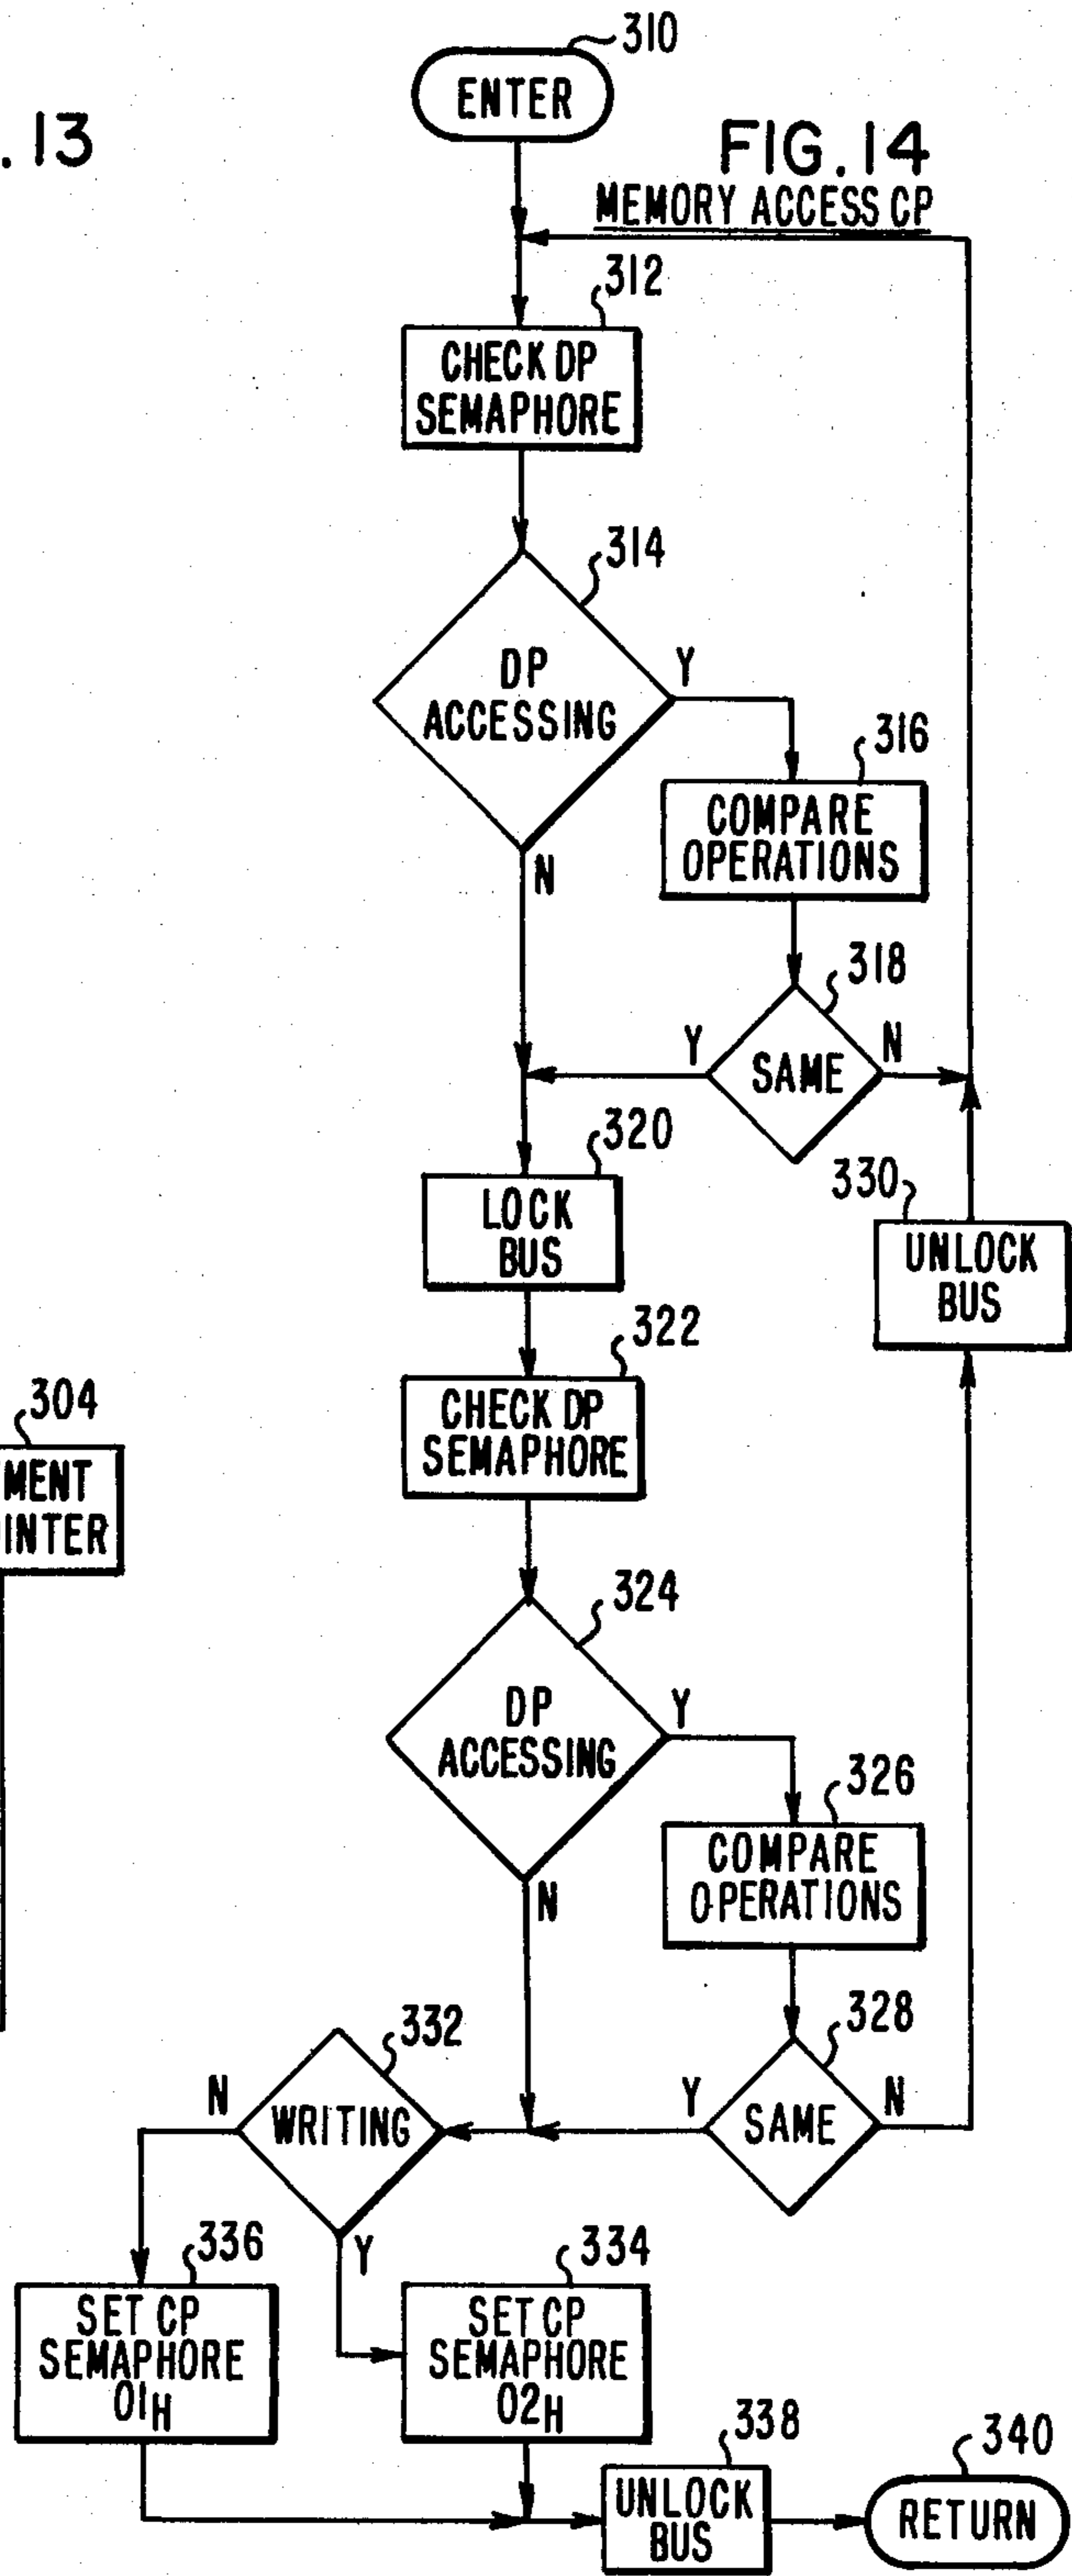 310
ENTER
.13
FIG.14
MEMORY ACCESS CP
312
CHECK DP
SEMAPHORE
314
DP
ACCESSING
Y
N
316
COMPARE
OPERATIONS
318
Y
SAME
N
320
LOCK
BUS
330
UNLOCK
BUS
322
CHECK DP
SEMAPHORE
304
MENT
INTER
324
DP
ACCESSING
Y
N
326
COMPARE
OPERATIONS
328
Y
SAME
N
332
N
WRITING
Y
336
SET CP
SEMAPHORE
01H
334
SET CP
SEMAPHORE
02H
338
UNLOCK
BUS
340
RETURN